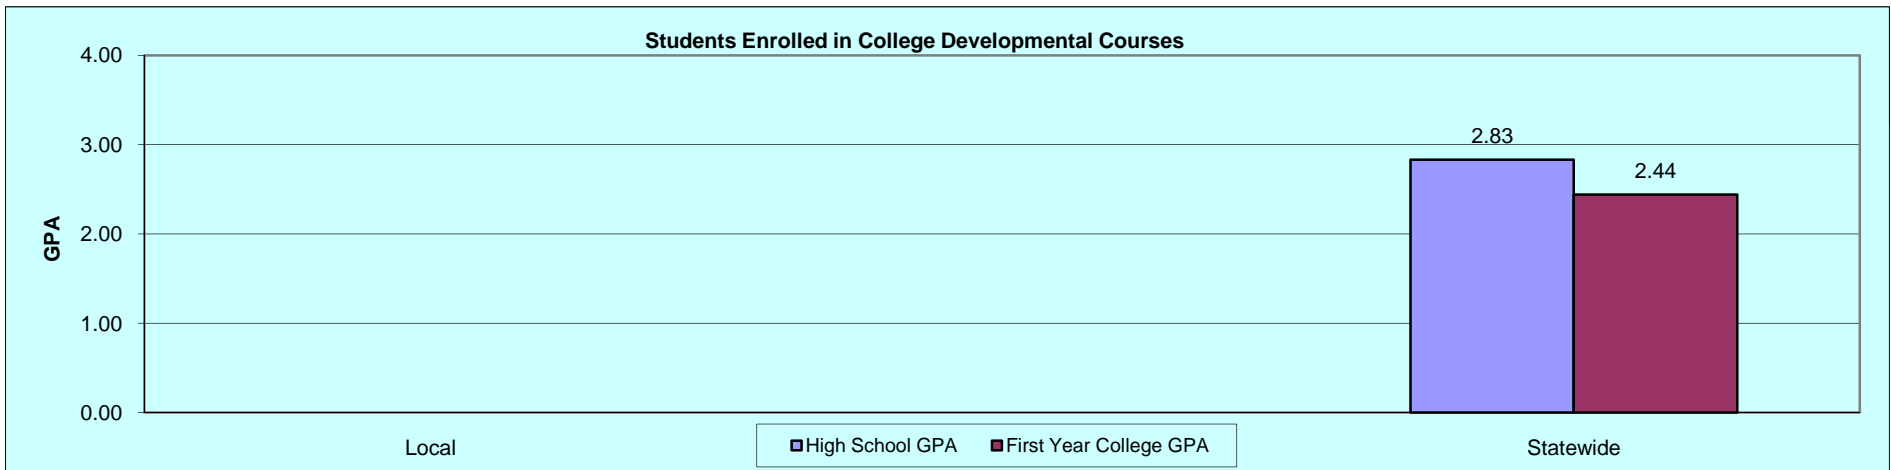 Students Enrolled in College Developmental Courses
4.00
3.00
2.00
1.00
0.00
GPA
2.83
2.44
Local
High School GPA
First Year College GPA
Statewide